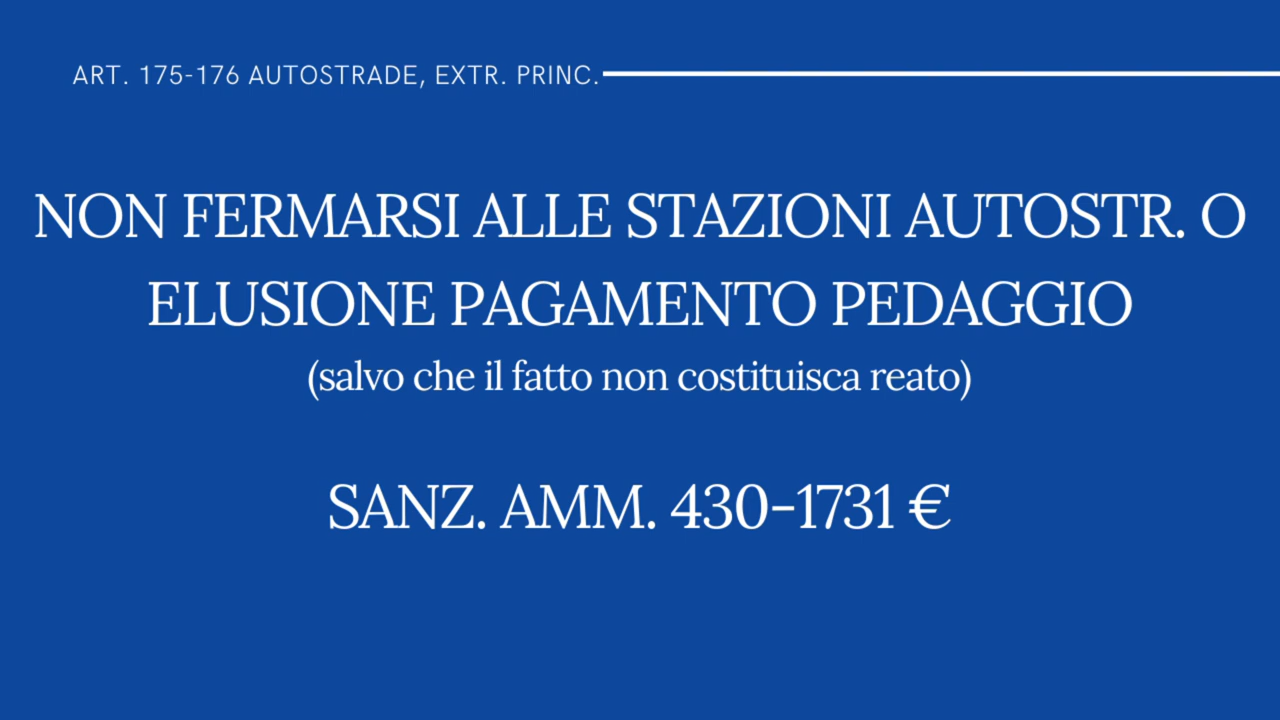 ART. 175-176 AUTOSTRADE, EXTR. PRINC.
NON FERMARSI ALLE STAZIONI AUTOSTR. O
ELUSIONE PAGAMENTO PEDAGGIO
(salvo che il fatto non costituisca reato)
SANZ. AMM. 430-1731 €